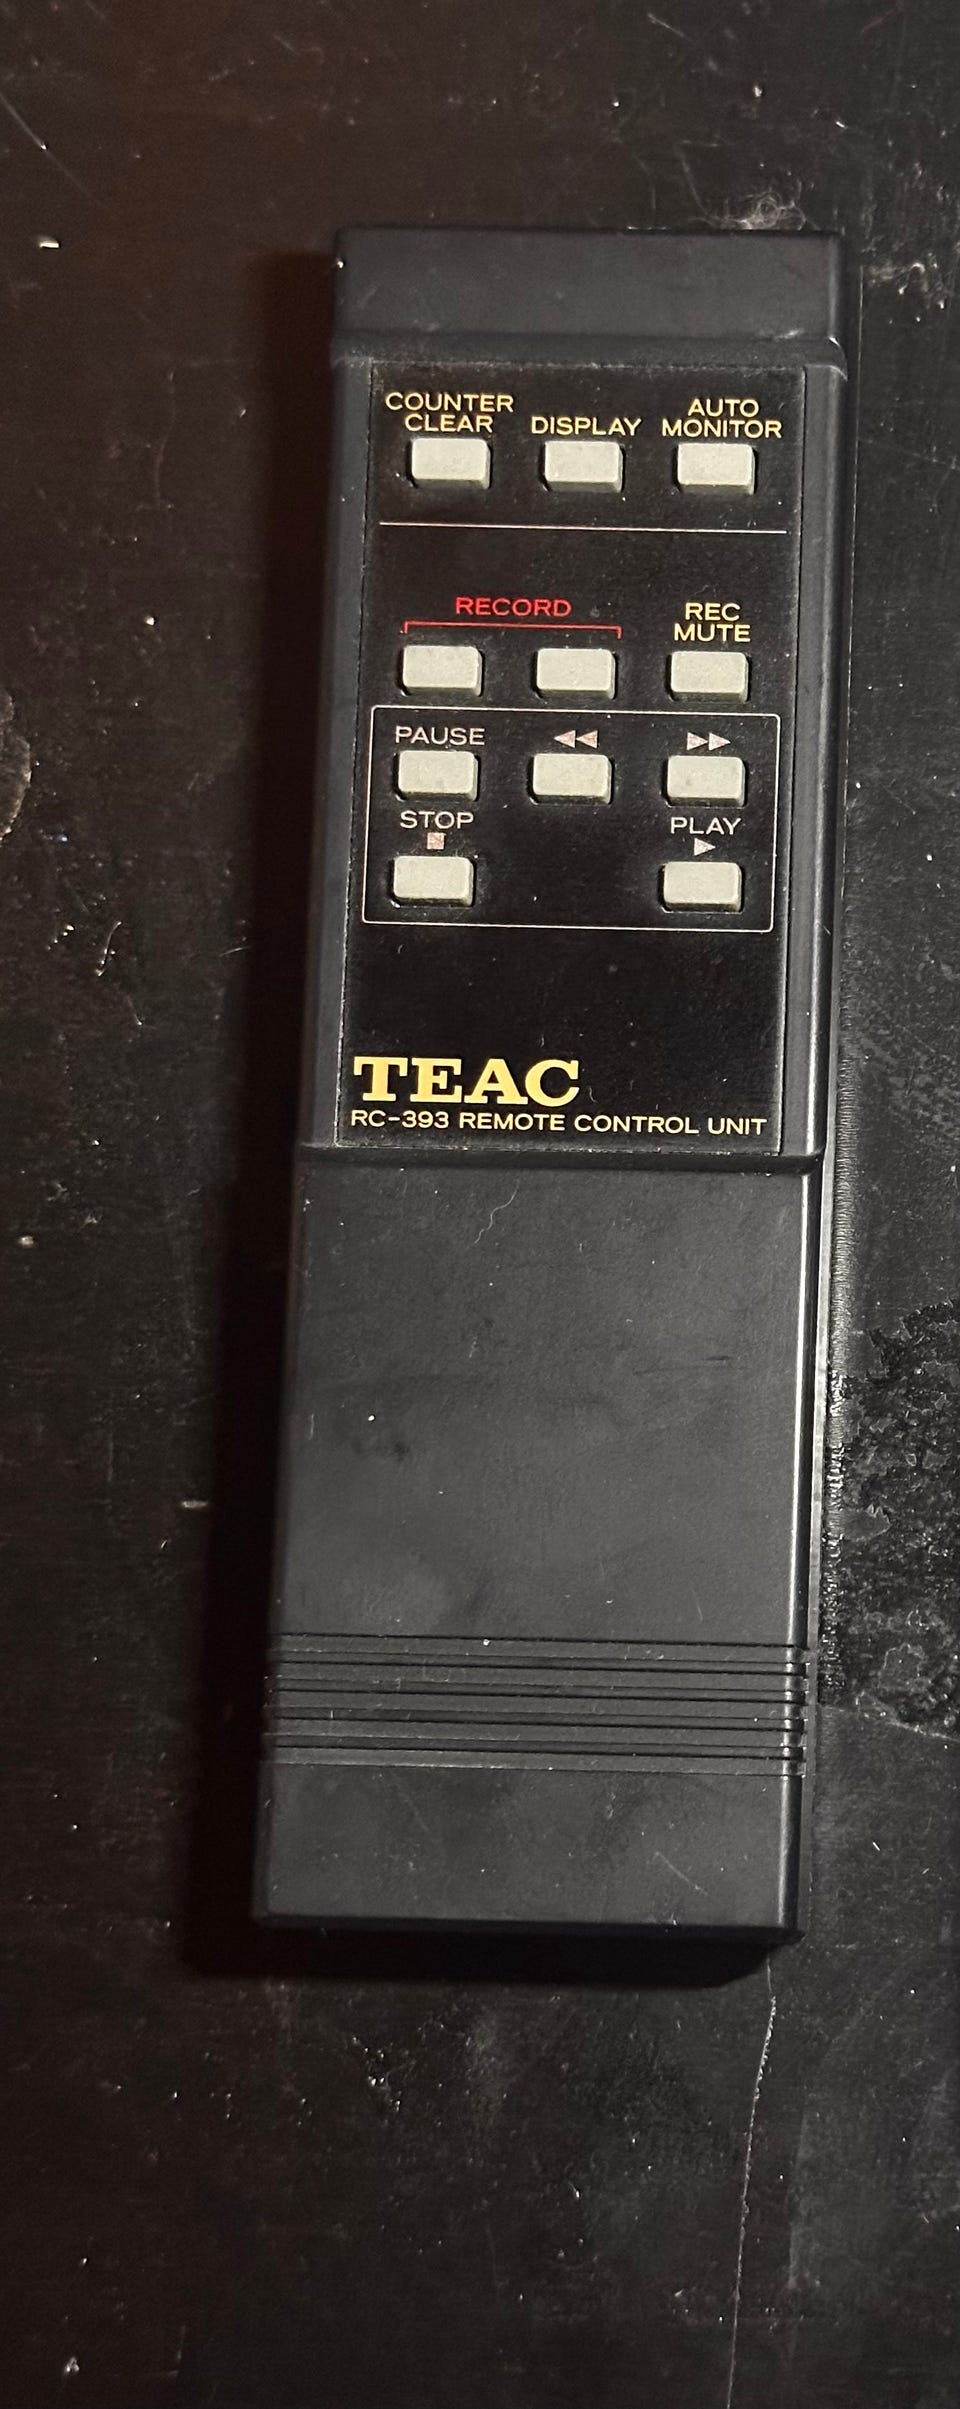 COUNTER
CLEAR
DISPLAY
AUTO
MONITOR
RECORD
REC
MUTE
PAUSE
◀◀
▶▶
STOP
■
PLAY
▶
TEAC
RC-393 REMOTE CONTROL UNIT